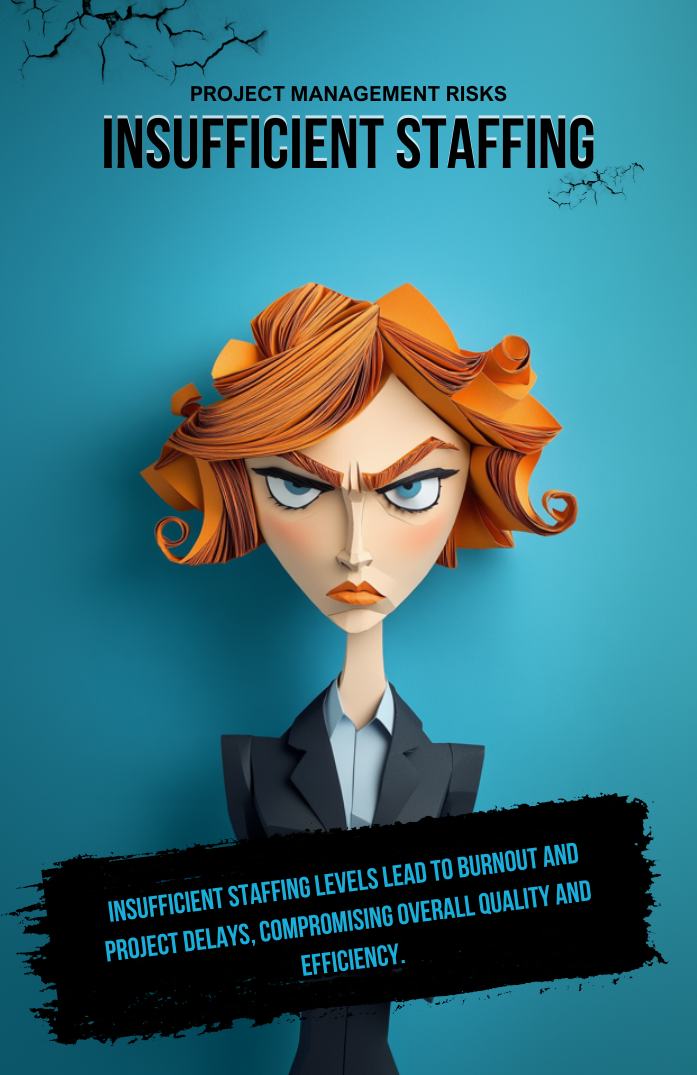 PROJECT MANAGEMENT RISKS
INSUFFICIENT STAFFING
INSUFFICIENT STAFFING LEVELS LEAD TO BURNOUT AND
PROJECT DELAYS, COMPROMISING OVERALL QUALITY AND
EFFICIENCY.